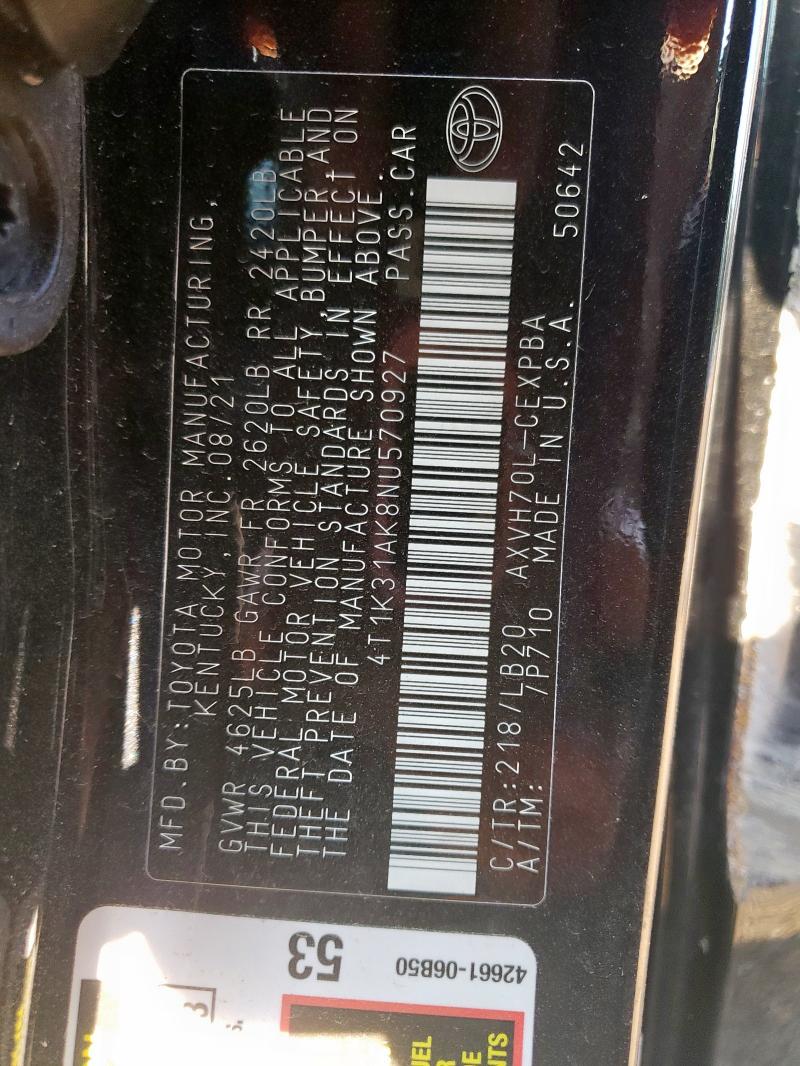 MFD.BY:TOYOTA MOTOR MANUFACTURING,
KENTUCKY,INC.08/21
GVWR 4625LB GAWR FR 2620LB RR 2420LB
THIS VEHICLE CONFORMS TO ALL APPLICABLE
FEDERAL MOTOR VEHICLE SAFETY,BUMPER,AND
THEFT PREVENTION STANDARDS IN EFFECT ON
THE DATE OF MANUFACTURE SHOWN ABOVE.
4T1K31AK8NU570927 PASS.CAR
C/TR:218/LB20 AXVH70L-CEXPBA
A/TM: /P710 MADE IN U.S.A. 50642
53
42661-06B50